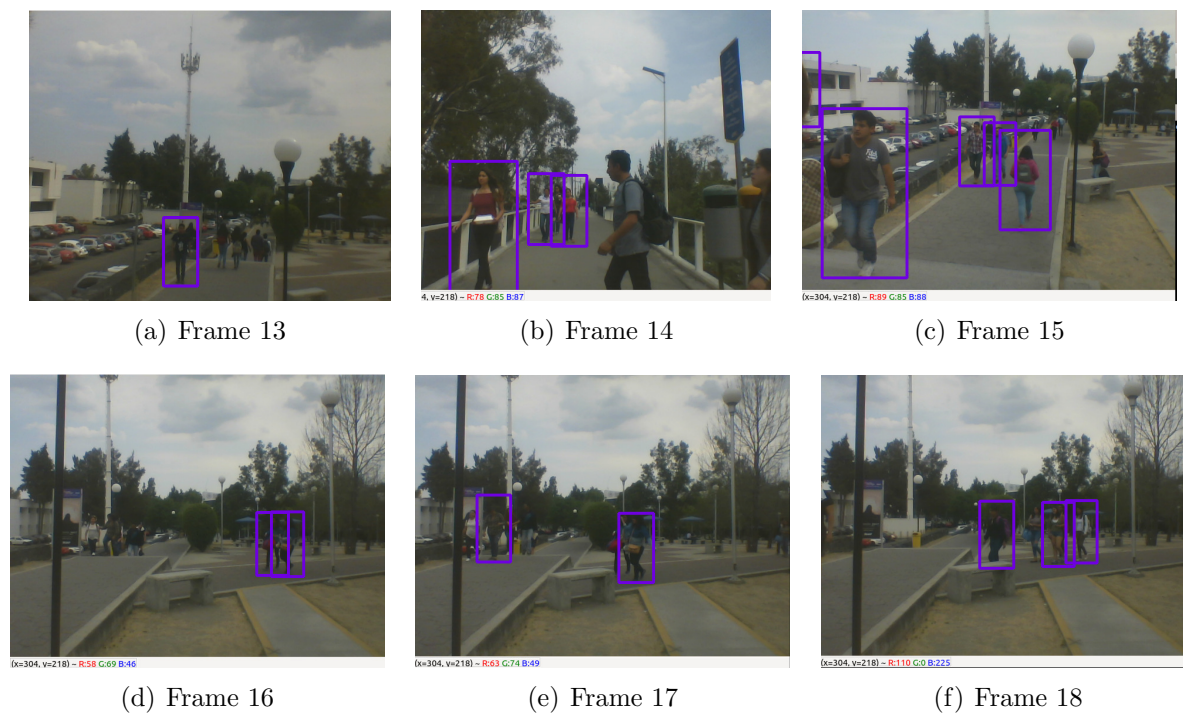 4, y=218) ~ R:78 G:85 B:87
(x=304, y=218) ~ R:89 G:85 B:88
(a) Frame 13
(b) Frame 14
(c) Frame 15
(x=304, y=218) ~ R:58 G:69 B:46
(x=304, y=218) ~ R:63 G:74 B:49
(x=304, y=218) ~ R:110 G:0 B:225
(d) Frame 16
(e) Frame 17
(f) Frame 18